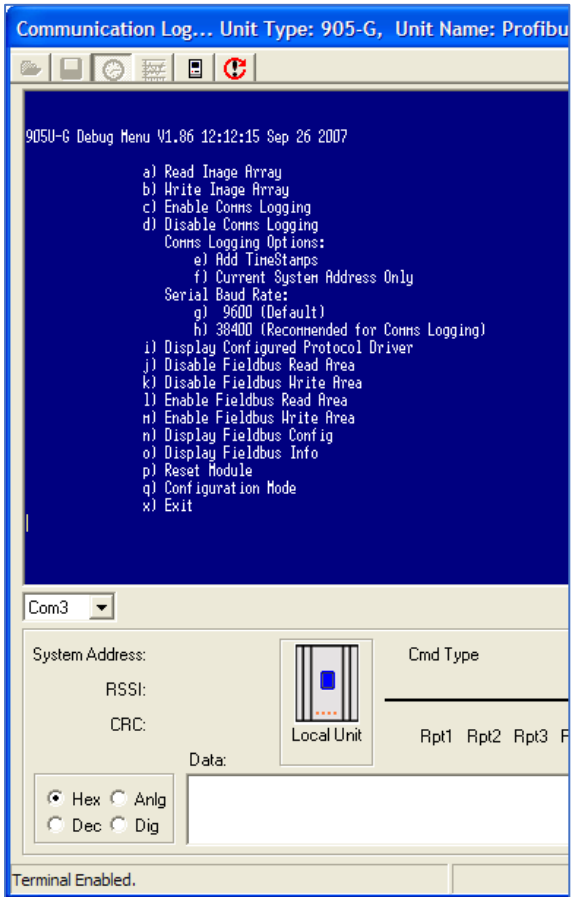 Communication Log... Unit Type: 905-G, Unit Name: Profibu
905U-G Debug Menu V1.86 12:12:15 Sep 26 2007
a) Read Image Array
b) Write Image Array
c) Enable Comms Logging
d) Disable Comms Logging
Comms Logging Options:
e) Add TimeStamps
f) Current System Address Only
Serial Baud Rate:
g) 9600 (Default)
h) 38400 (Recommended for Comms Logging)
i) Display Configured Protocol Driver
j) Disable Fieldbus Read Area
k) Disable Fieldbus Write Area
l) Enable Fieldbus Read Area
m) Enable Fieldbus Write Area
n) Display Fieldbus Config
o) Display Fieldbus Info
p) Reset Module
q) Configuration Mode
x) Exit
Com3
System Address:
RSSI:
CRC:
Local Unit
Cmd Type
Rpt1 Rpt2 Rpt3
Data:
Hex Anlg
Dec Dig
Terminal Enabled.